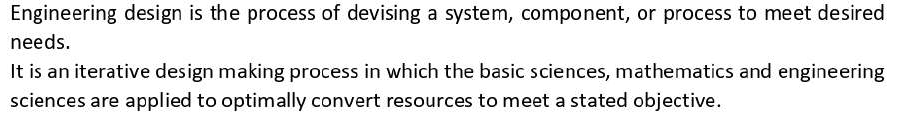 Engineering design is the process of devising a system, component, or process to meet desired
needs.
It is an iterative design making process in which the basic sciences, mathematics and engineering
sciences are applied to optimally convert resources to meet a stated objective.